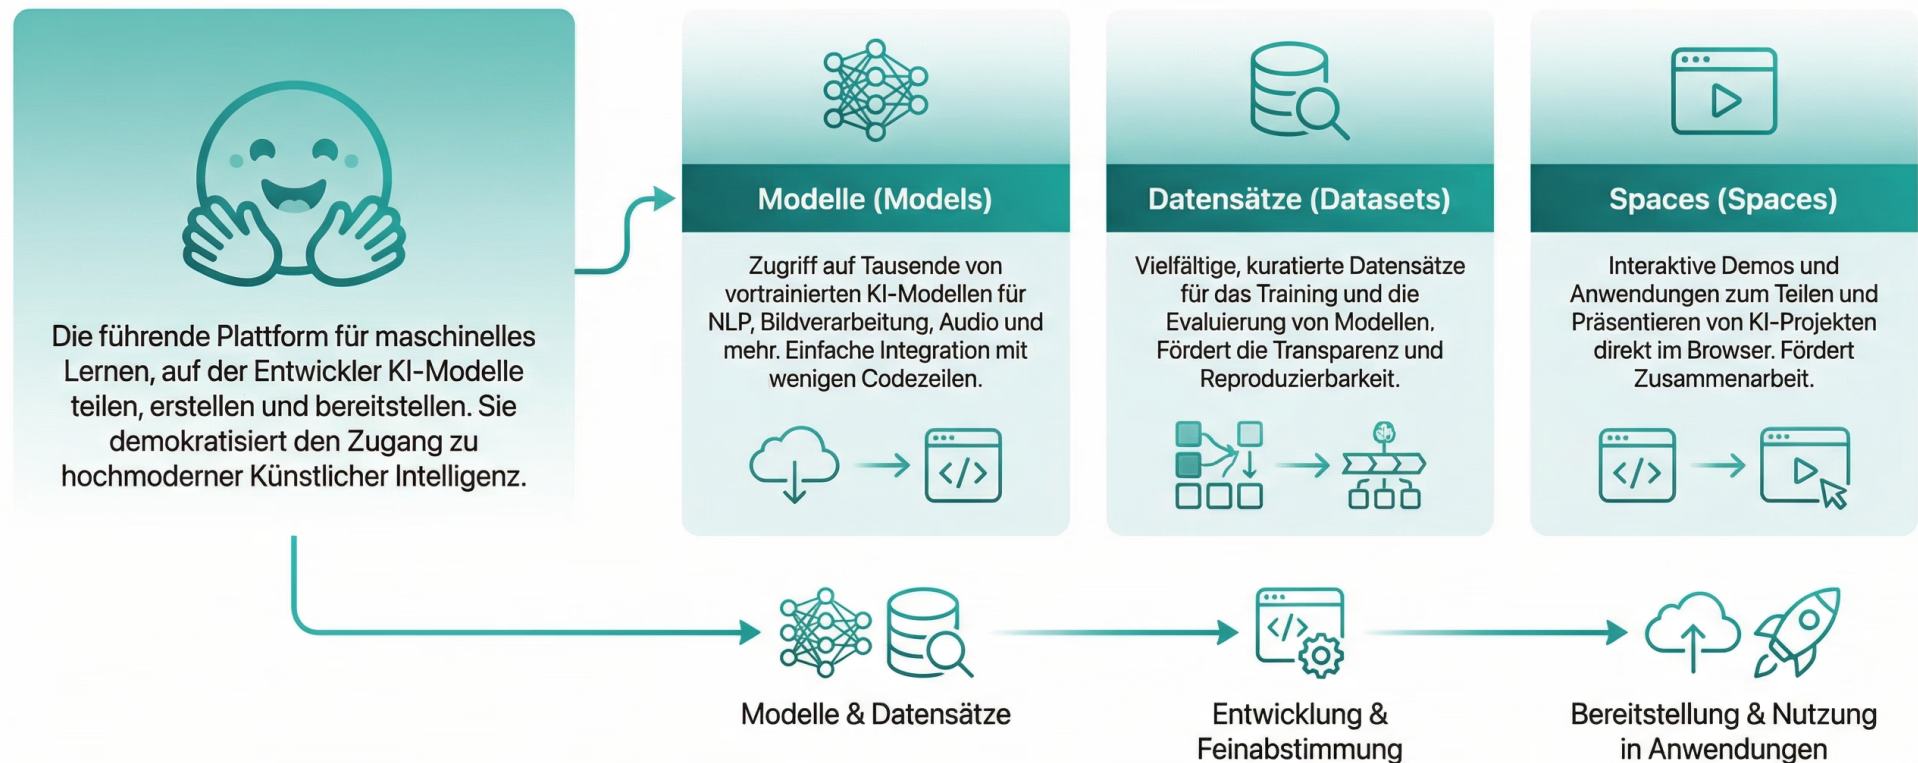 Die führende Plattform für maschinelles
Lernen, auf der Entwickler KI-Modelle
teilen, erstellen und bereitstellen. Sie
demokratisiert den Zugang zu
hochmoderner Künstlicher Intelligenz.
Modelle (Models)
Zugriff auf Tausende von
vortrainierten KI-Modellen für
NLP, Bildverarbeitung, Audio und
mehr. Einfache Integration mit
wenigen Codezeilen.
Datensätze (Datasets)
Vielfältige, kuratierte Datensätze
für das Training und die
Evaluierung von Modellen.
Fördert die Transparenz und
Reproduzierbarkeit.
Spaces (Spaces)
Interaktive Demos und
Anwendungen zum Teilen und
Präsentieren von KI-Projekten
direkt im Browser. Fördert
Zusammenarbeit.
Modelle & Datensätze
Entwicklung &
Feinabstimmung
Bereitstellung & Nutzung
in Anwendungen